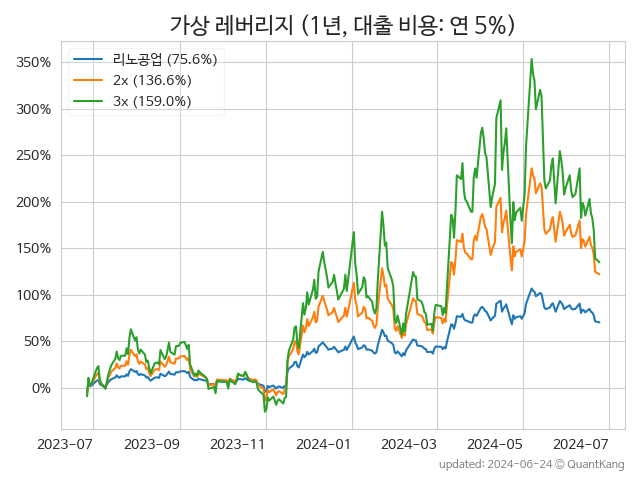 가상 레버리지 (1년, 대출 비용: 연 5%)
리노공업 (75.6%)
2x (136.6%)
3x (159.0%)
350%
300%
250%
200%
150%
100%
50%
0%
2023-07 2023-09 2023-11 2024-01 2024-03 2024-05 2024-07
updated: 2024-06-24 © QuantKang